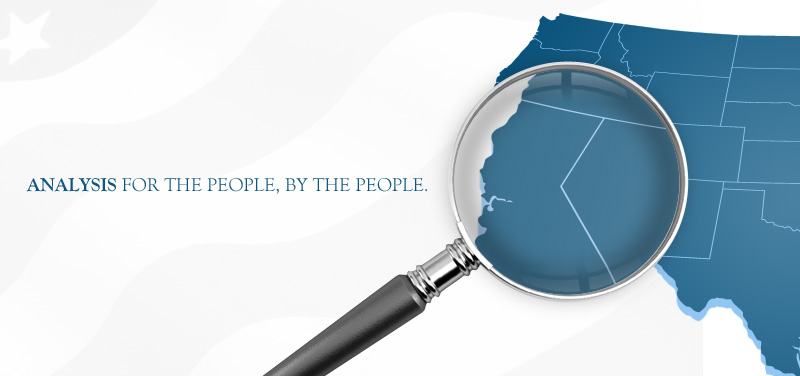 ANALYSIS FOR THE PEOPLE, BY THE PEOPLE.